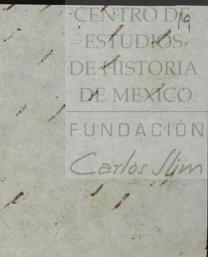 CENTRO DE
ESTUDIOS
DE HISTORIA
DE MEXICO
FUNDACIÓN
Carlos Slim